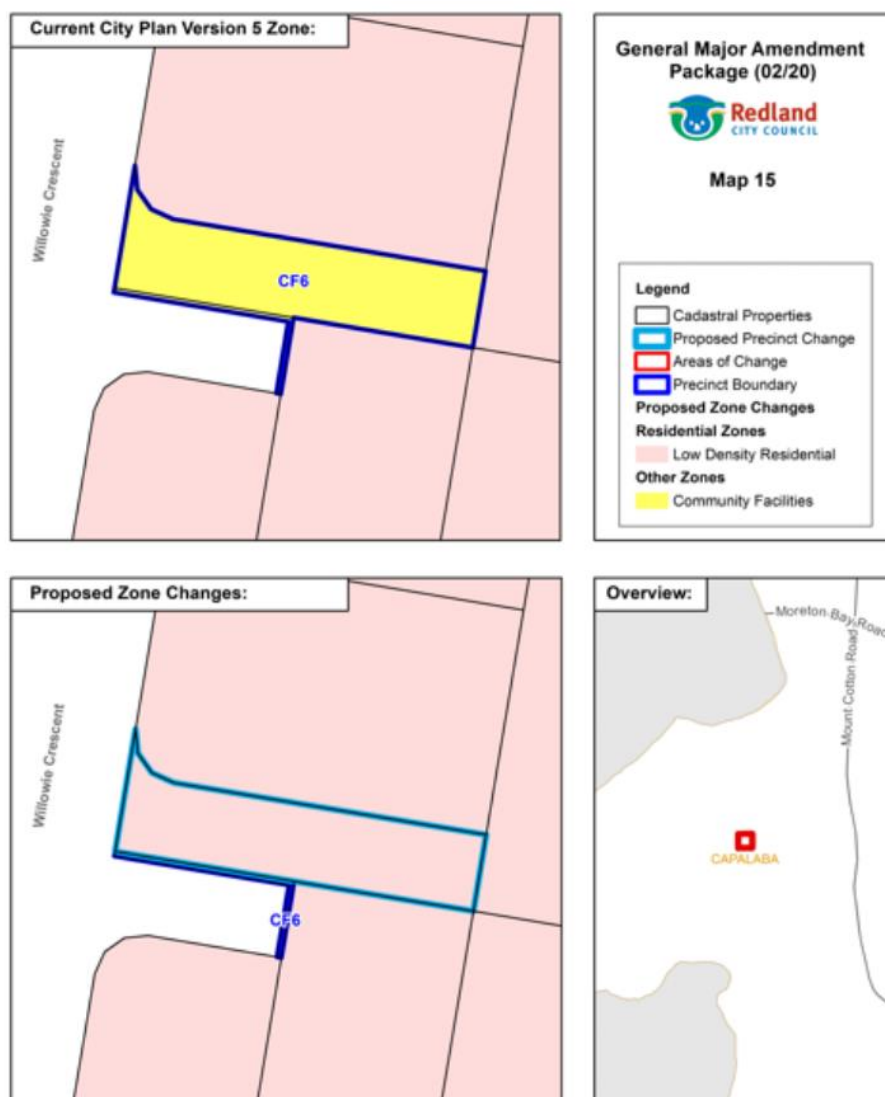 Current City Plan Version 5 Zone:
Willowie Crescent
CF6
General Major Amendment
Package (02/20)
Redland
CITY COUNCIL
Map 15
Legend
Cadastral Properties
Proposed Precinct Change
Areas of Change
Precinct Boundary
Proposed Zone Changes
Residential Zones
Low Density Residential
Other Zones
Community Facilities
Proposed Zone Changes:
Willowie Crescent
CF6
Overview:
Moreton Bay Road
Mount Cotton Road
CAPALABA